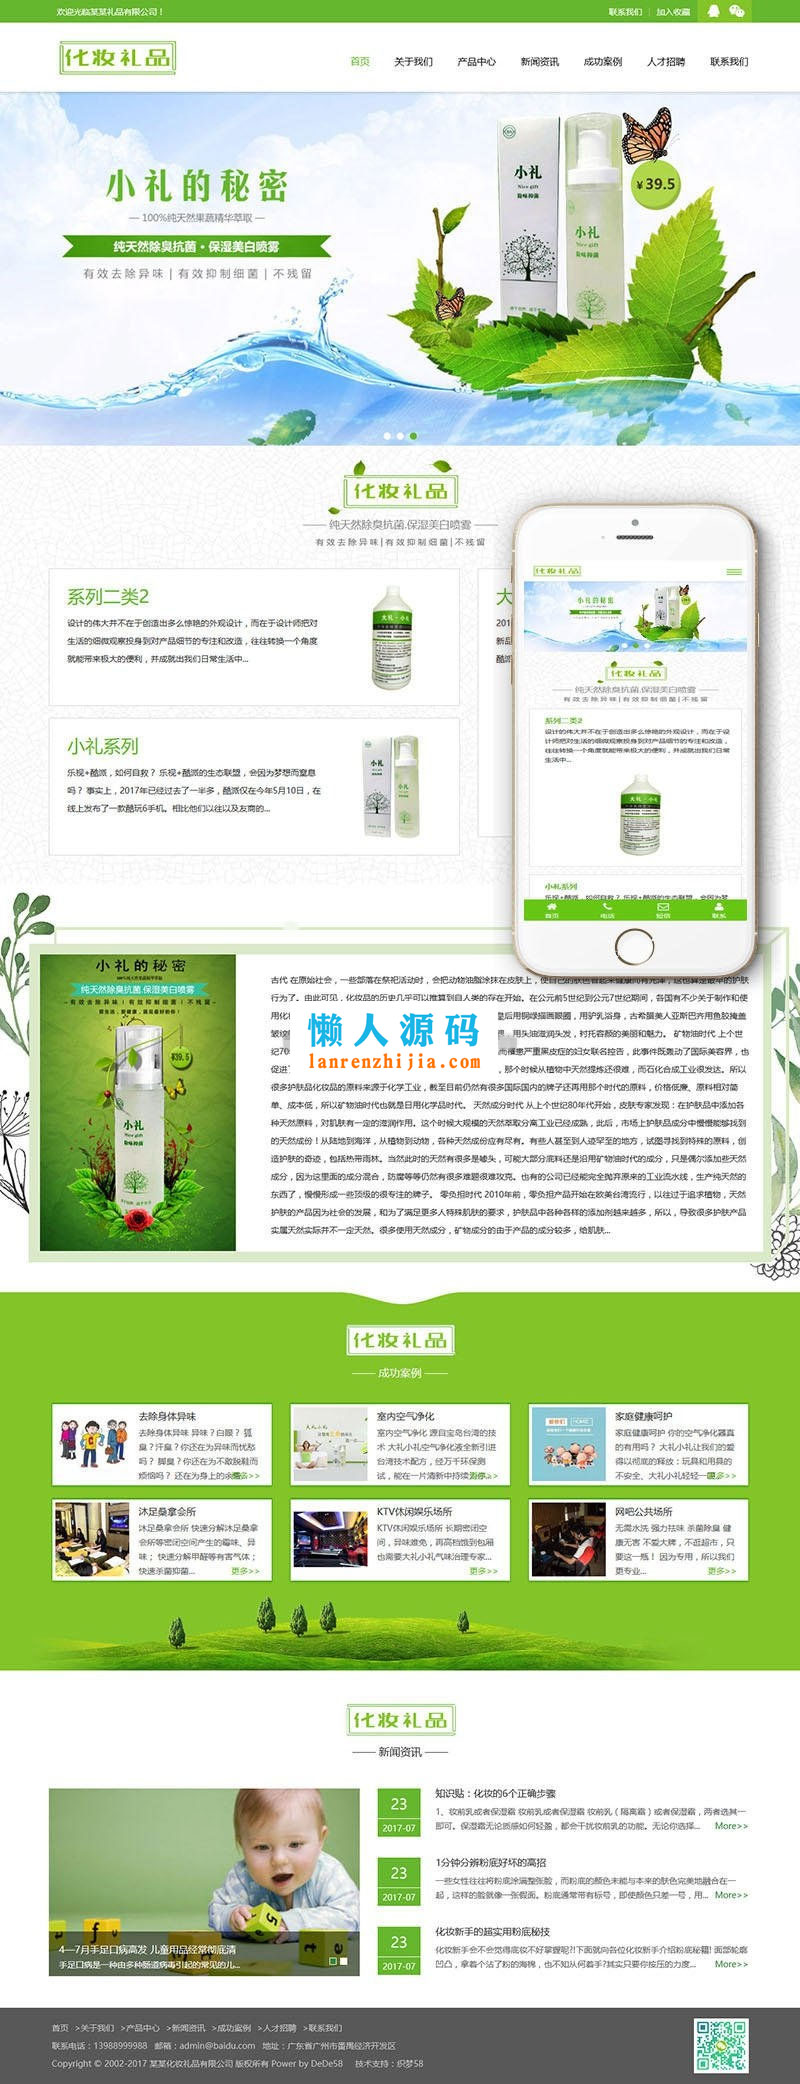 欢迎光临某某礼品有限公司！
联系我们 | 加入收藏
化妆礼品
首页 关于我们 产品中心 新闻资讯 成功案例 人才招聘 联系我们
小礼的秘密
— 100%纯天然果蔬精华萃取 —
纯天然除臭抗菌·保湿美白喷雾
有效去除异味 | 有效抑制细菌 | 不残留
小礼
Nice gift
小礼
Nice gift
¥39.5
化妆礼品
纯天然除臭抗菌.保湿美白喷雾
有效去除异味|有效抑制细菌|不残留
系列二类2
设计的伟大并不在于创造出多么惊艳的外观设计，而在于设计师把对
生活的细微观察投身到对产品细节的专注和改造，往往转换一个角度
就能带来极大的便利，并成就出我们日常生活中...
大礼·小礼
小礼系列
乐视+酷派，如何自救？ 乐视+酷派的生态联盟，会因为梦想而窒息
吗？ 事实上，2017年已经过去了一半多，酷派仅在今年5月10日，在
线上发布了一款酷玩6手机。相比他们以往以及友商的...
小礼
化妆礼品
小礼的秘密
化妆礼品
纯天然除臭抗菌.保湿美白喷雾
有效去除异味|有效抑制细菌|不残留
系列二类2
设计的伟大并不在于创造出多么惊艳的外观设计，而在于设
计师把对生活的细微观察投身到对产品细节的专注和改造，
往往转换一个角度就能带来极大的便利，并成就出我们日常
生活中...
大礼·小礼
小礼系列
首页 电话 短信 联系
小礼的秘密
纯天然除臭抗菌.保湿美白喷雾
有效去除异味 | 有效抑制细菌 | 不残留
¥39.5
小礼
懒人源码
lanrenzhijia.com
古代 在原始社会，一些部落在祭祀活动时，会把动物油脂涂抹在皮肤上，
行为了。由此可见，化妆品的历史几乎可以推算到自人类的存在开始。在公元前5世纪到公元7世纪期间，各国有不少关于制作和使
皇后用铜绿描画眼圈，用驴乳浴身，古希腊美人亚斯巴齐用鱼胶掩盖
用头油滋润头发，衬托容颜的美丽和魅力。 矿物油时代 上个世
而罹患严重黑皮症的妇女联名控告，此事件既轰动了国际美容界，也
那个时候从植物中天然提炼还很难，而石化合成工业很发达。所以
很多护肤品化妆品的原料来源于化学工业，截至目前仍然有很多国际国内的牌子还再用那个时代的原料，价格低廉、原料相对简
单、成本低，所以矿物油时代也就是日用化学品时代。 天然成分时代 从上个世纪80年代开始，皮肤专家发现：在护肤品中添加各
种天然原料，对肌肤有一定的滋润作用。这个时候大规模的天然萃取分离工业已经成熟，此后，市场上护肤品成分中慢慢能够找到
的天然成份！从陆地到海洋，从植物到动物，各种天然成份应有尽有。有些人甚至到人迹罕至的地方，试图寻找到特殊的原料，创
造护肤的奇迹，包括热带雨林。当然此时的天然有很多是噱头，可能大部分底料还是沿用矿物油时代的成分，只是偶尔添加些天然
成分，因为这里面的成分混合，防腐等等仍然有很多难题很难攻克。也有的公司已经能完全抛弃原来的工业流水线，生产纯天然的
东西了，慢慢形成一些顶级的很专注的牌子。 零负担时代 2010年前，零负担产品开始在欧美台湾流行，以往过于追求植物，天然
护肤的产品因为社会的发展，和为了满足更多人特殊肌肤的要求，护肤品中各种各样的添加剂越来越多，所以，导致很多护肤产品
实属天然实际并不一定天然。很多使用天然成分，矿物成分的由于产品的成分较多，给肌肤...
化妆礼品
成功案例
去除身体异味
去除身体异味 异味？白眼？ 狐
臭？汗臭？你还在为异味而忧愁
吗？ 脚臭？你还在为不敢脱鞋而
烦恼吗？ 还在为身上的
室内空气净化
室内空气净化 源自宝岛台湾的技
术 大礼小礼空气净化液全新引进
台湾技术配方，经万千环保测
试，能在一片清新中持续
家庭健康呵护
家庭健康呵护 你的空气净化器真
的有用吗？ 大礼小礼让我们的爱
得以彻底的释放：玩具和用具的
不安全、大礼小礼轻轻一
沐足桑拿会所
沐足桑拿会所 快速分解沐足桑拿
会所等密闭空间产生的霉味、异
味； 快速分解甲醛等有害气体；
快速杀菌抑菌...
更多>>
KTV休闲娱乐场所
KTV休闲娱乐场所 长期密闭空
间，异味难免，再高档饿到包厢
也需要大礼小礼气味治理专家...
更多>>
网吧公共场所
无需水洗 强力祛味 杀菌除臭 健
康无害 不爱大牌，不逛超市，只
要这一瓶！ 因为专用，所以我们
更专业...
更多>>
化妆礼品
新闻资讯
4—7月手足口病高发 儿童用品经常彻底清
手足口病是一种由多种肠道病毒引起的常见的儿...
23
2017-07
知识贴：化妆的6个正确步骤
1、妆前乳或者保湿霜 妆前乳或者保湿霜 妆前乳（隔离霜）或者保湿霜，两者选其一
即可。保湿霜无论质感如何轻盈，都会干扰妆前乳的功能。无论你选择... More>>
23
2017-07
1分钟分辨粉底好坏的高招
一些女性往往将粉底涂满整张脸，而粉底的颜色未能与本来的肤色完美地融合在一
起，这样的脸就像一张假面。粉底通常带有标号，即使颜色只差一号，用... More>>
23
2017-07
化妆新手的超实用粉底秘技
化妆新手会不会觉得底妆不好掌握呢?!下面就向各位化妆新手介绍粉底秘籍! 面部轮廓
凹凸，拿着个沾了粉的海棉，也不知从何着手?其实只要你按压的力度... More>>
首页 >关于我们 >产品中心 >新闻资讯 >成功案例 >人才招聘 >联系我们
联系电话：13988999988 邮箱：admin@baidu.com 地址：广东省广州市番禺经济开发区
Copyright © 2002-2017 某某化妆礼品有限公司 版权所有 Power by DeDe58 技术支持：织梦58